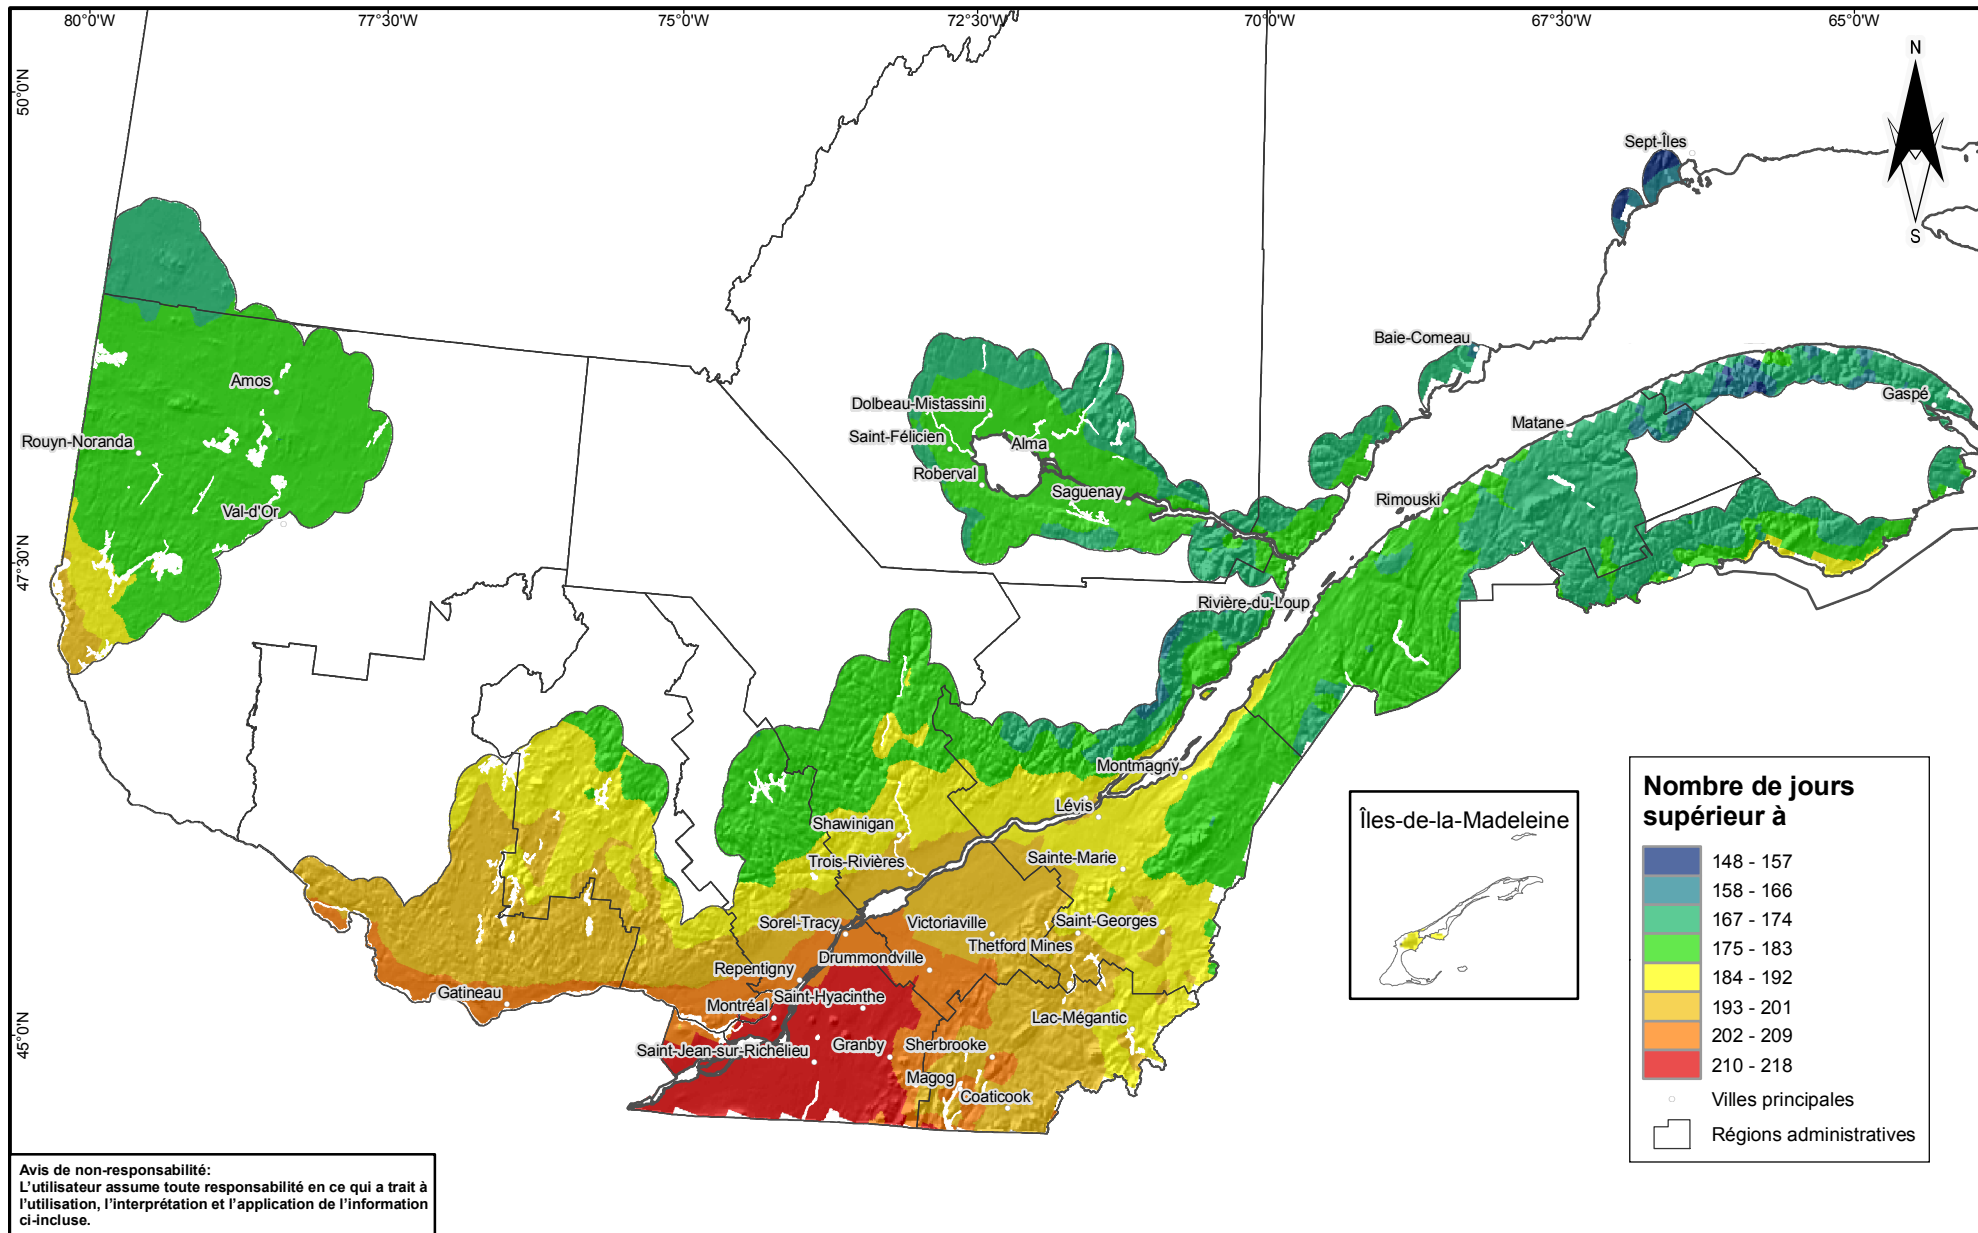 80°0'W
77°30'W
75°0'W
72°30'W
70°0'W
67°30'W
65°0'W
50°0'N
47°30'N
45°0'N
N
S
Sept-Îles
Baie-Comeau
Gaspé
Matane
Rimouski
Amos
Rouyn-Noranda
Val-d'Or
Dolbeau-Mistassini
Saint-Félicien
Alma
Roberval
Saguenay
Rivière-du-Loup
Montmagny
Lévis
Shawinigan
Trois-Rivières
Sainte-Marie
Sorel-Tracy
Victoriaville
Saint-Georges
Thetford Mines
Drummondville
Repentigny
Gatineau
Montréal
Saint-Hyacinthe
Lac-Mégantic
Saint-Jean-sur-Richelieu
Granby
Sherbrooke
Magog
Coaticook
Îles-de-la-Madeleine
Nombre de jours
supérieur à
148 - 157
158 - 166
167 - 174
175 - 183
184 - 192
193 - 201
202 - 209
210 - 218
Villes principales
Régions administratives
Avis de non-responsabilité:
L'utilisateur assume toute responsabilité en ce qui a trait à
l'utilisation, l'interprétation et l'application de l'information
ci-incluse.